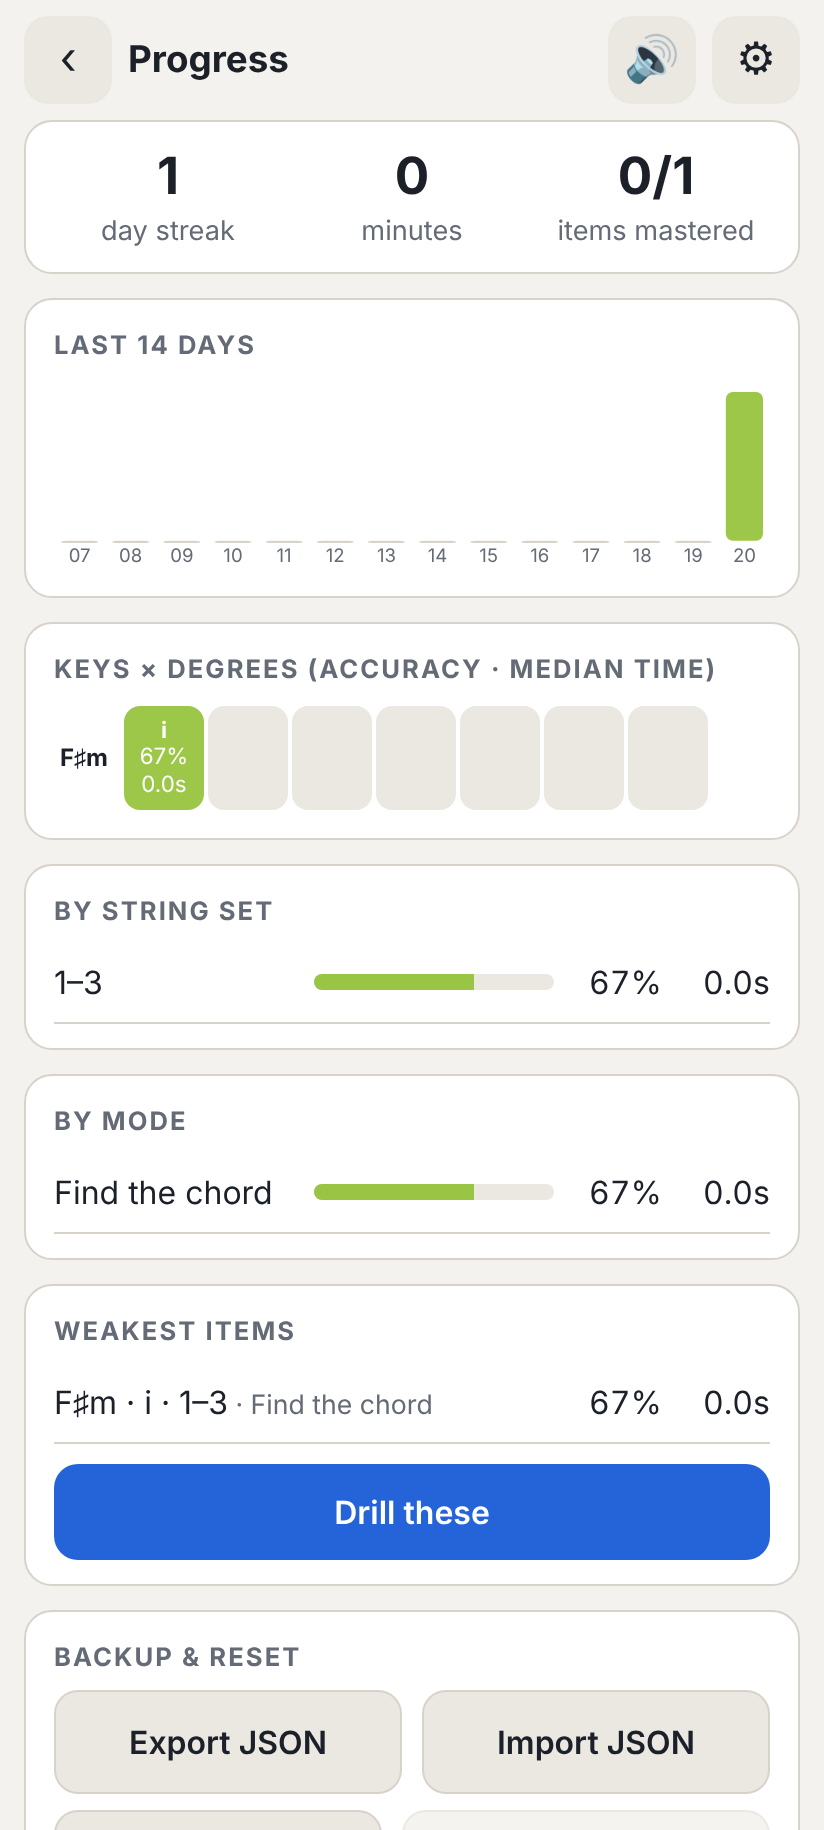 ‹ Progress
1 0 0/1
day streak minutes items mastered
LAST 14 DAYS
07 08 09 10 11 12 13 14 15 16 17 18 19 20
KEYS × DEGREES (ACCURACY · MEDIAN TIME)
i
F♯m 67%
0.0s
BY STRING SET
1–3 67% 0.0s
BY MODE
Find the chord 67% 0.0s
WEAKEST ITEMS
F♯m · i · 1–3 · Find the chord 67% 0.0s
Drill these
BACKUP & RESET
Export JSON Import JSON